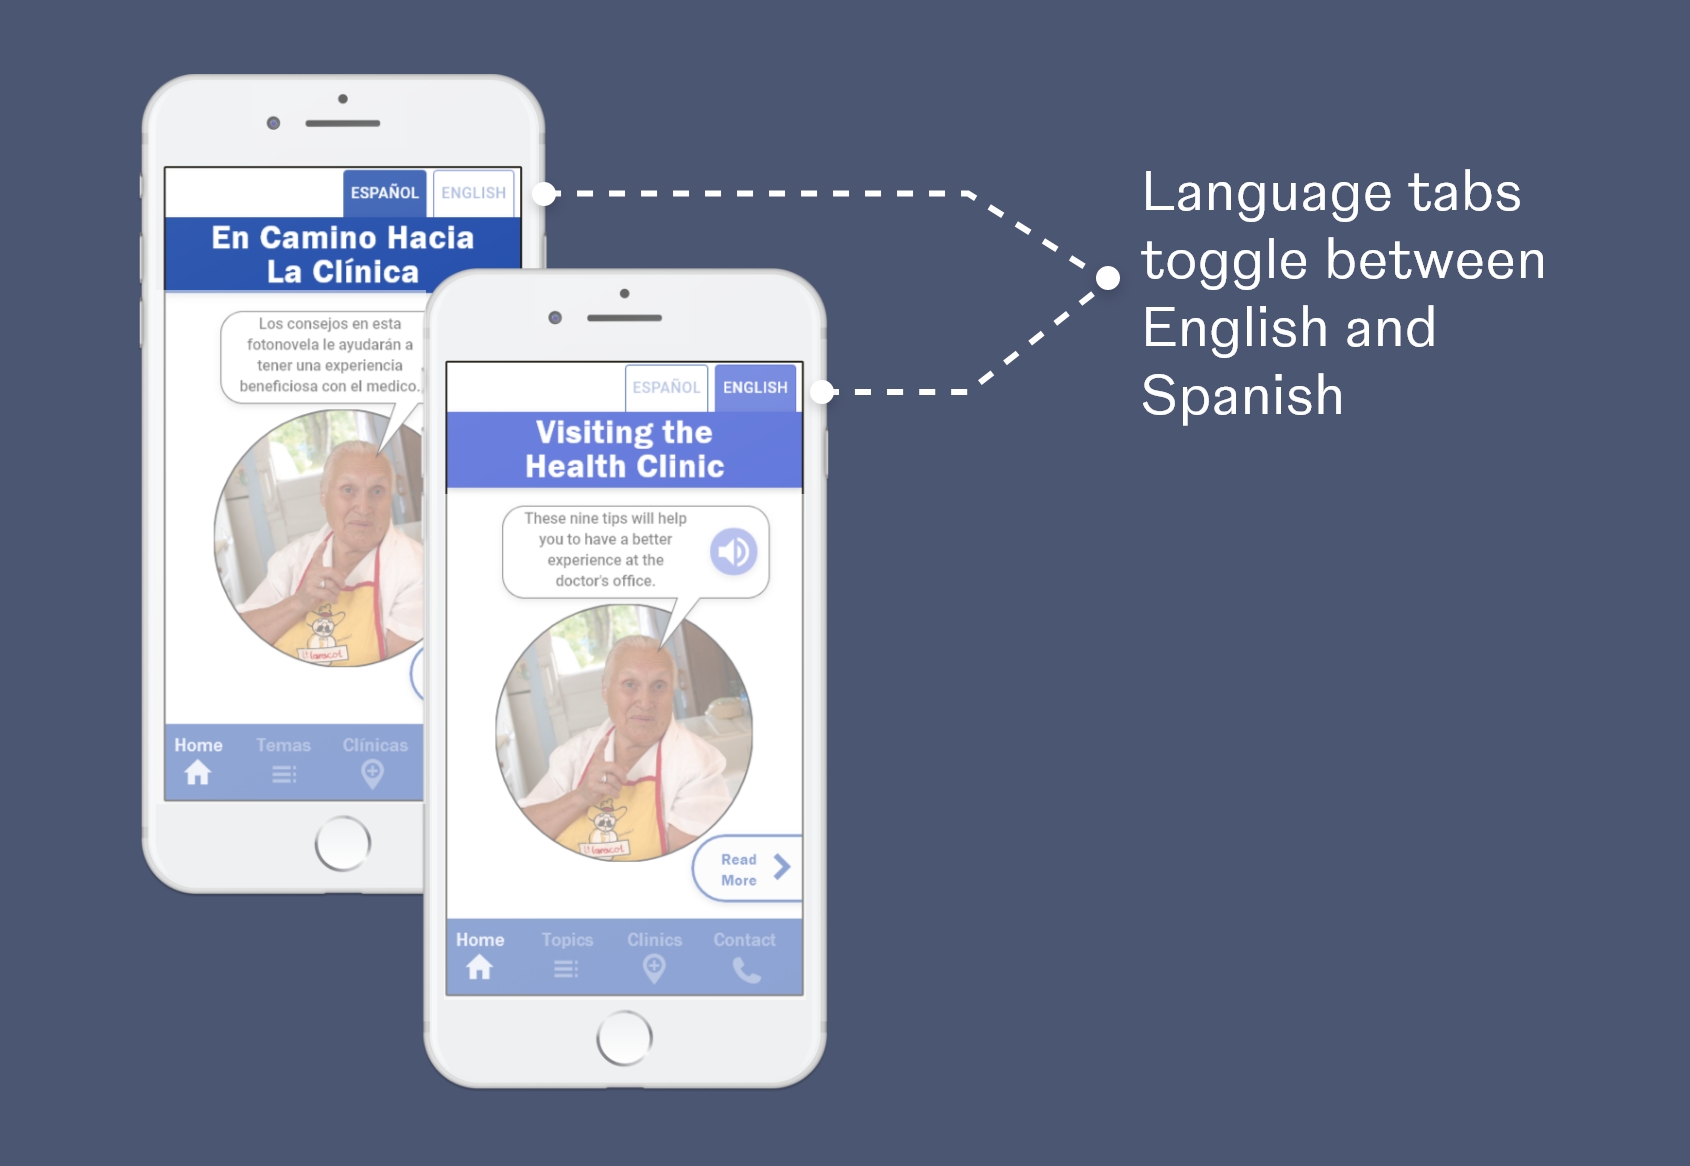 ESPAÑOL ENGLISH
En Camino Hacia
La Clínica
Los consejos en esta
fotonovela le ayudarán a
tener una experiencia
beneficiosa con el medico.
Home Temas Clínicas
ESPAÑOL ENGLISH
Visiting the
Health Clinic
These nine tips will help
you to have a better
experience at the
doctor's office.
Read
More
Home Topics Clinics Contact
Language tabs
toggle between
English and
Spanish